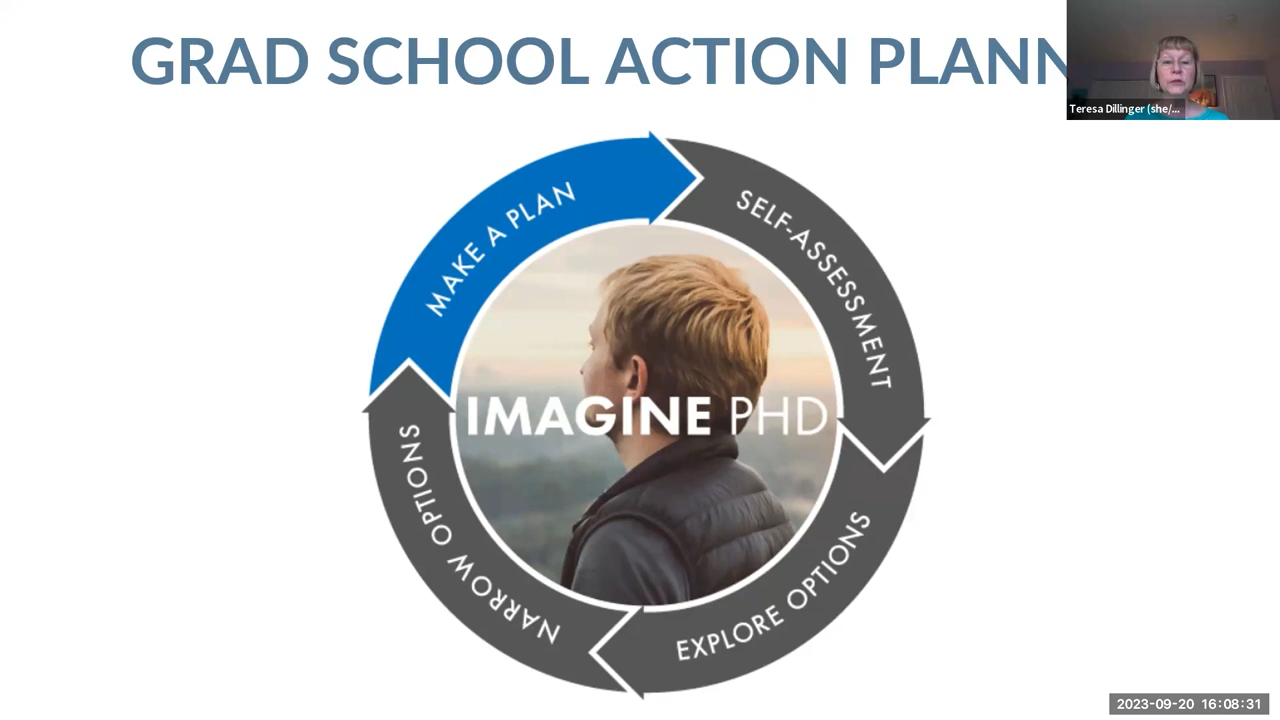 GRAD SCHOOL ACTION PLANN
Teresa Dillinger (she/...
MAKE A PLAN
SELF-ASSESSMENT
IMAGINE PHD
NARROW OPTIONS
EXPLORE OPTIONS
2023-09-20 16:08:31